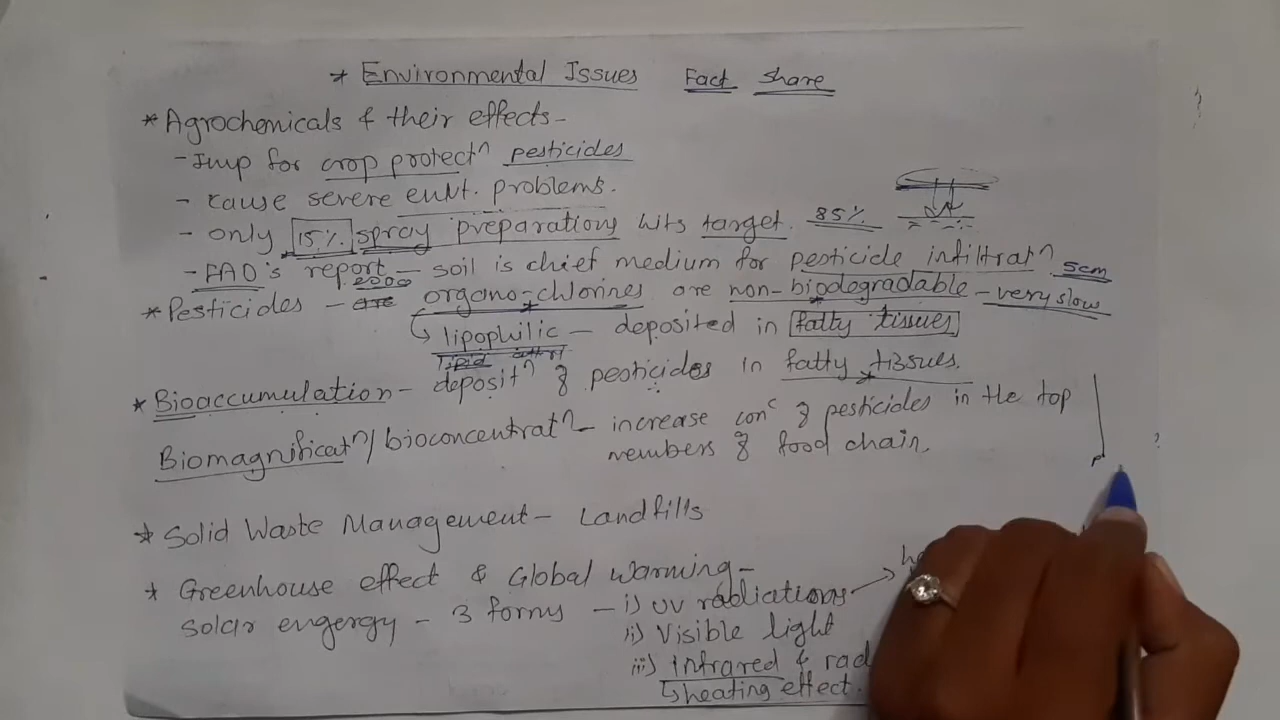 * Environmental Issues Fact Share
* Agrochemicals & their effects -
- Imp for crop protectⁿ pesticides
- cause severe envt. problems.
- only 15% spray preparations hits target. 85%
- FAO's report - soil is chief medium for pesticide infiltratⁿ 5cm
2000
* Pesticides - are organo-chlorines are non-biodegradable - very slow
↳ lipophilic - deposited in fatty tissues
lipid
* Bioaccumulation - depositⁿ of pesticides in fatty tissues.
Biomagnificatⁿ/bioconcentratⁿ - increase conᶜ of pesticides in the top
members of food chain.
* Solid Waste Management - Landfills
* Greenhouse effect & Global Warming -
solar engergy - 3 forms - i) UV radiations →
ii) Visible light
iii) Infrared & rad
↳ heating effect.